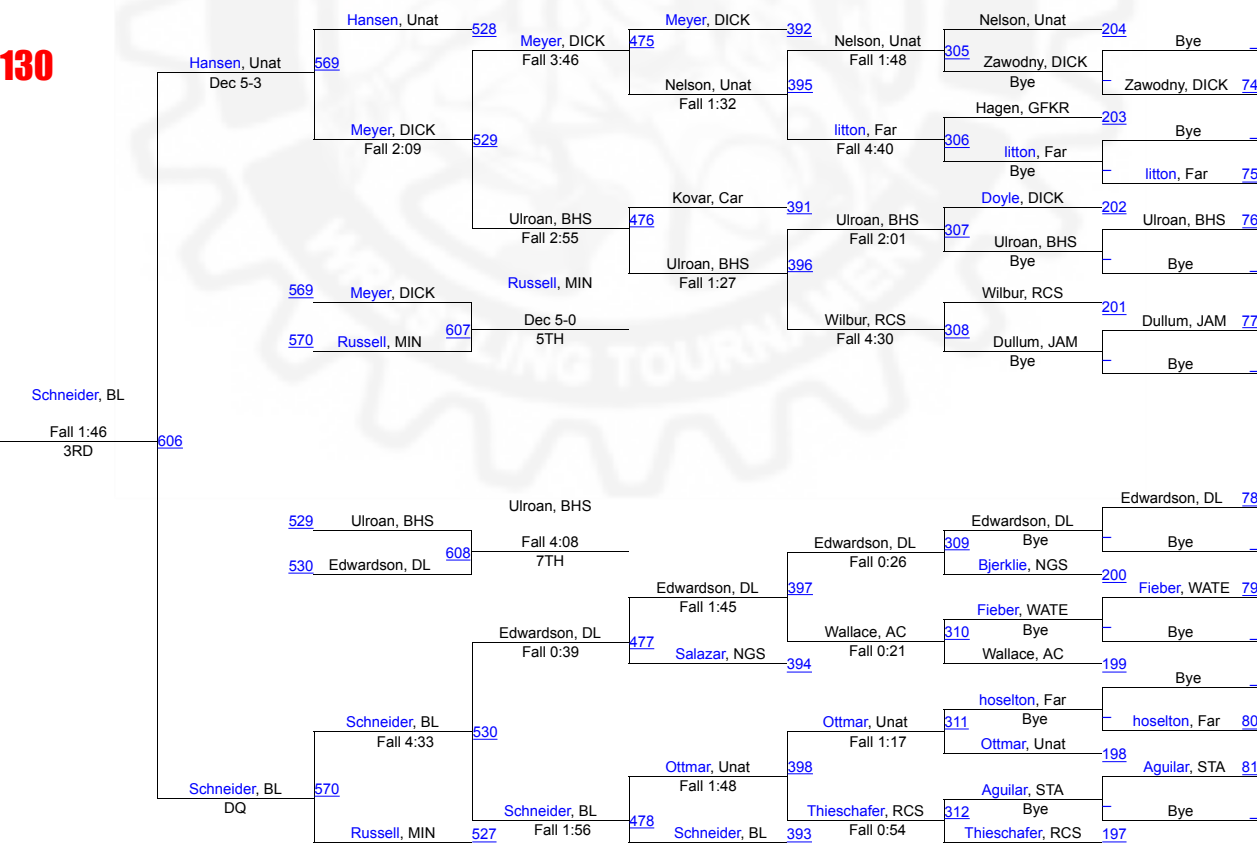 Hansen, Unat
528
Meyer, DICK
392
Nelson, Unat
204
130
Meyer, DICK
475
Fall 3:46
Nelson, Unat
305
Fall 1:48
Zawodny, DICK
Bye
Bye
Hansen, Unat
569
Dec 5-3
Nelson, Unat
395
Fall 1:32
Zawodny, DICK
74
Hagen, GFKR
203
Meyer, DICK
529
Fall 2:09
litton, Far
306
Fall 4:40
litton, Far
Bye
Bye
litton, Far
75
Kovar, Car
391
Doyle, DICK
202
Ulroan, BHS
476
Fall 2:55
Ulroan, BHS
307
Fall 2:01
Ulroan, BHS
Bye
Ulroan, BHS
76
Ulroan, BHS
396
Fall 1:27
Bye
Russell, MIN
569
Meyer, DICK
Wilbur, RCS
201
570
Russell, MIN
607
Dec 5-0
5TH
Wilbur, RCS
308
Fall 4:30
Dullum, JAM
Bye
Dullum, JAM
77
Bye
WRESTLING TOURNAMENT
Schneider, BL
Fall 1:46
606
3RD
Edwardson, DL
78
529
Ulroan, BHS
Ulroan, BHS
Edwardson, DL
309
Bye
Bye
530
Edwardson, DL
608
Fall 4:08
7TH
Edwardson, DL
397
Fall 0:26
Bjerklie, NGS
200
Edwardson, DL
477
Fall 1:45
Fieber, WATE
79
Fieber, WATE
310
Bye
Bye
Edwardson, DL
530
Fall 0:39
Wallace, AC
Fall 0:21
Wallace, AC
199
Salazar, NGS
394
Bye
hoselton, Far
311
Bye
hoselton, Far
80
Schneider, BL
Fall 4:33
Ottmar, Unat
398
Fall 1:17
Ottmar, Unat
198
Ottmar, Unat
478
Fall 1:48
Aguilar, STA
81
Schneider, BL
570
DQ
Aguilar, STA
312
Bye
Bye
Schneider, BL
Fall 1:56
Thieschafer, RCS
Fall 0:54
Russell, MIN
527
Schneider, BL
393
Thieschafer, RCS
197